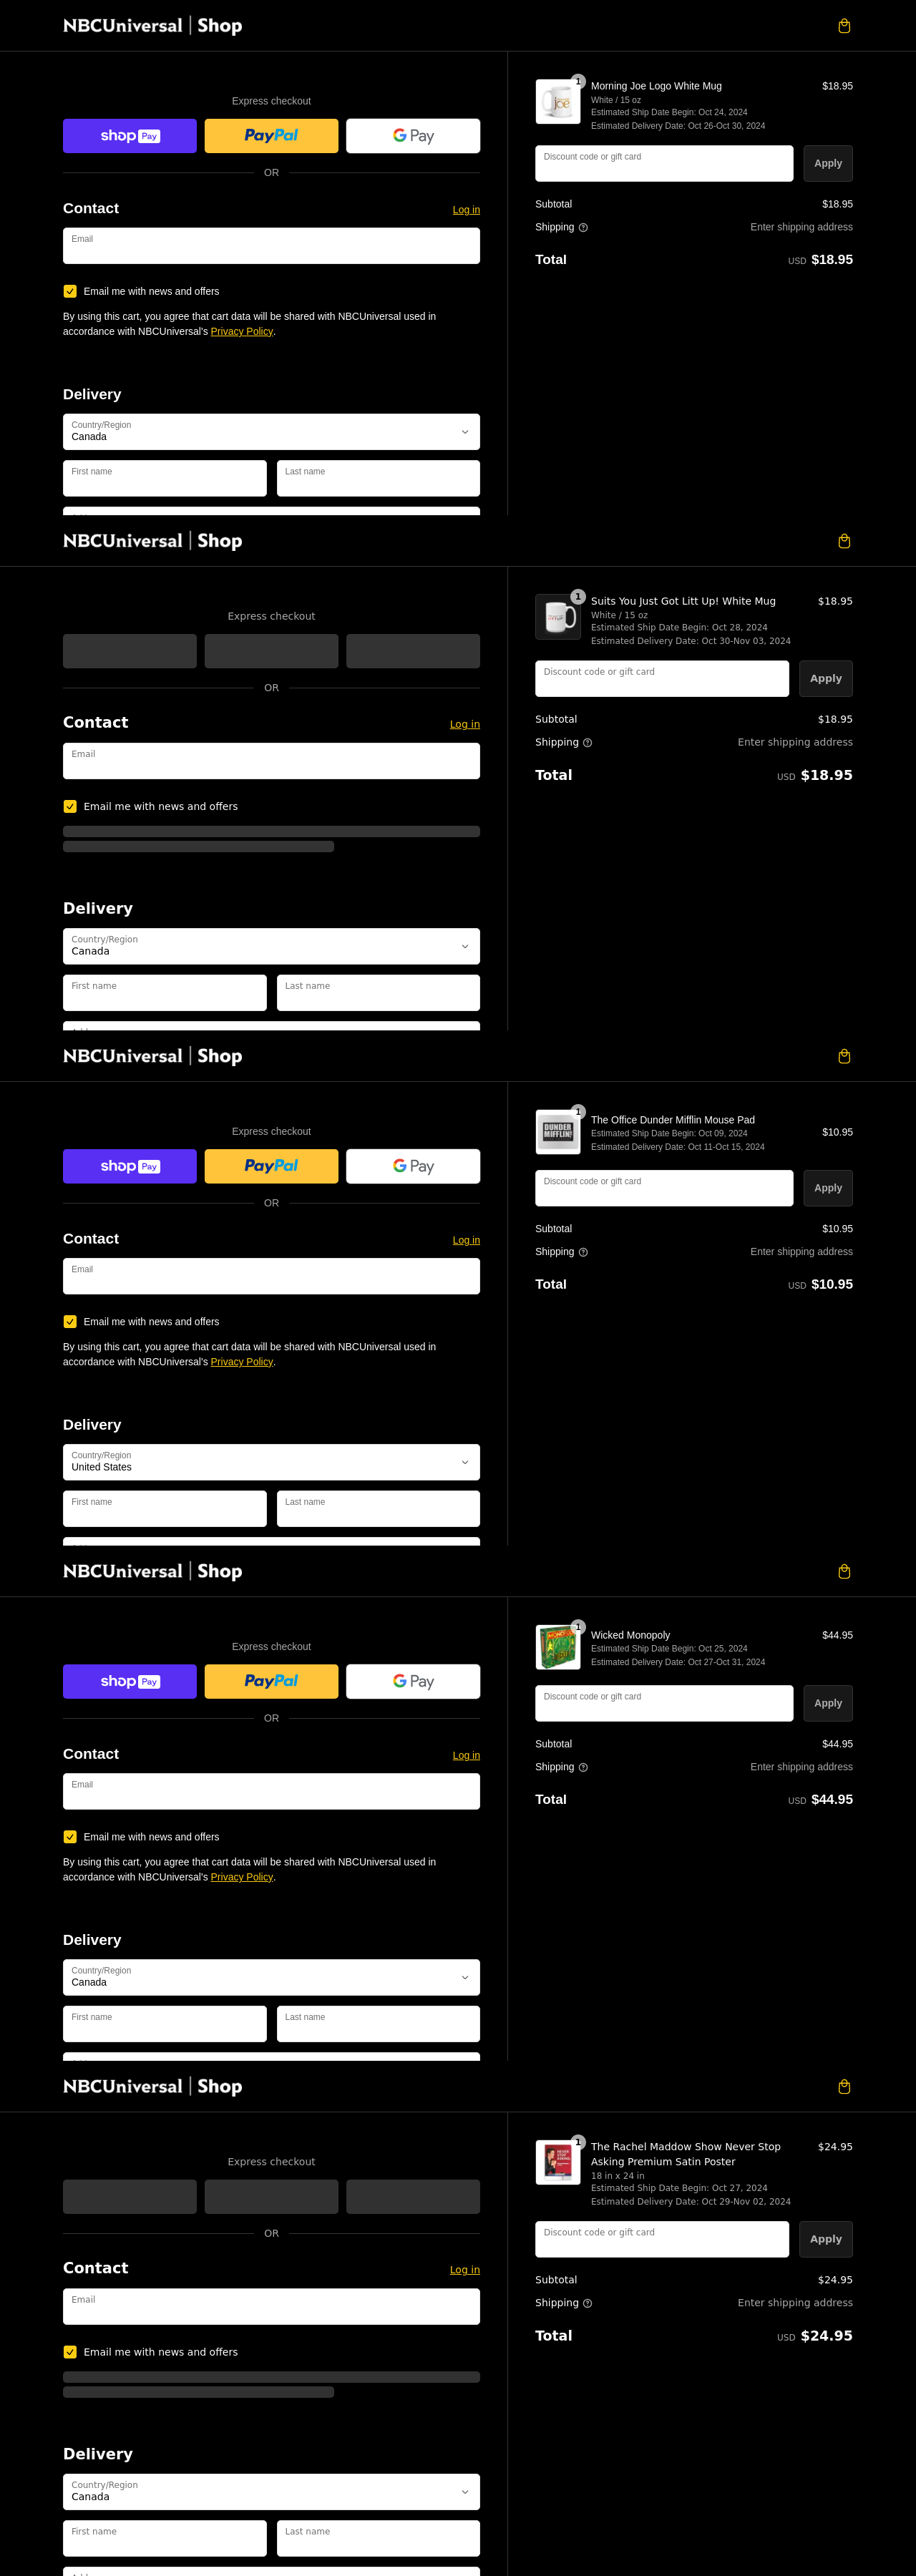 NBCUniversal | Shop
Express checkout
shop Pay
PayPal
G Pay
OR
Contact
Log in
Email
Email me with news and offers
By using this cart, you agree that cart data will be shared with NBCUniversal used in
accordance with NBCUniversal's Privacy Policy.
Delivery
Country/Region
Canada
First name
Last name
1
joe
Morning Joe Logo White Mug
$18.95
White / 15 oz
Estimated Ship Date Begin: Oct 24, 2024
Estimated Delivery Date: Oct 26-Oct 30, 2024
Discount code or gift card
Apply
Subtotal
$18.95
Shipping
Enter shipping address
Total
USD $18.95
NBCUniversal | Shop
Express checkout
OR
Contact
Log in
Email
Email me with news and offers
Delivery
Country/Region
Canada
First name
Last name
1
Suits You Just Got Litt Up! White Mug
$18.95
White / 15 oz
Estimated Ship Date Begin: Oct 28, 2024
Estimated Delivery Date: Oct 30-Nov 03, 2024
Discount code or gift card
Apply
Subtotal
$18.95
Shipping
Enter shipping address
Total
USD $18.95
NBCUniversal | Shop
Express checkout
shop Pay
PayPal
G Pay
OR
Contact
Log in
Email
Email me with news and offers
By using this cart, you agree that cart data will be shared with NBCUniversal used in
accordance with NBCUniversal's Privacy Policy.
Delivery
Country/Region
United States
First name
Last name
1
DUNDER
MIFFLIN
The Office Dunder Mifflin Mouse Pad
Estimated Ship Date Begin: Oct 09, 2024
$10.95
Estimated Delivery Date: Oct 11-Oct 15, 2024
Discount code or gift card
Apply
Subtotal
$10.95
Shipping
Enter shipping address
Total
USD $10.95
NBCUniversal | Shop
Express checkout
shop Pay
PayPal
G Pay
OR
Contact
Log in
Email
Email me with news and offers
By using this cart, you agree that cart data will be shared with NBCUniversal used in
accordance with NBCUniversal's Privacy Policy.
Delivery
Country/Region
Canada
First name
Last name
1
Wicked Monopoly
$44.95
Estimated Ship Date Begin: Oct 25, 2024
Estimated Delivery Date: Oct 27-Oct 31, 2024
Discount code or gift card
Apply
Subtotal
$44.95
Shipping
Enter shipping address
Total
USD $44.95
NBCUniversal | Shop
Express checkout
OR
Contact
Log in
Email
Email me with news and offers
Delivery
Country/Region
Canada
First name
Last name
1
The Rachel Maddow Show Never Stop
Asking Premium Satin Poster
$24.95
18 in x 24 in
Estimated Ship Date Begin: Oct 27, 2024
Estimated Delivery Date: Oct 29-Nov 02, 2024
Discount code or gift card
Apply
Subtotal
$24.95
Shipping
Enter shipping address
Total
USD $24.95